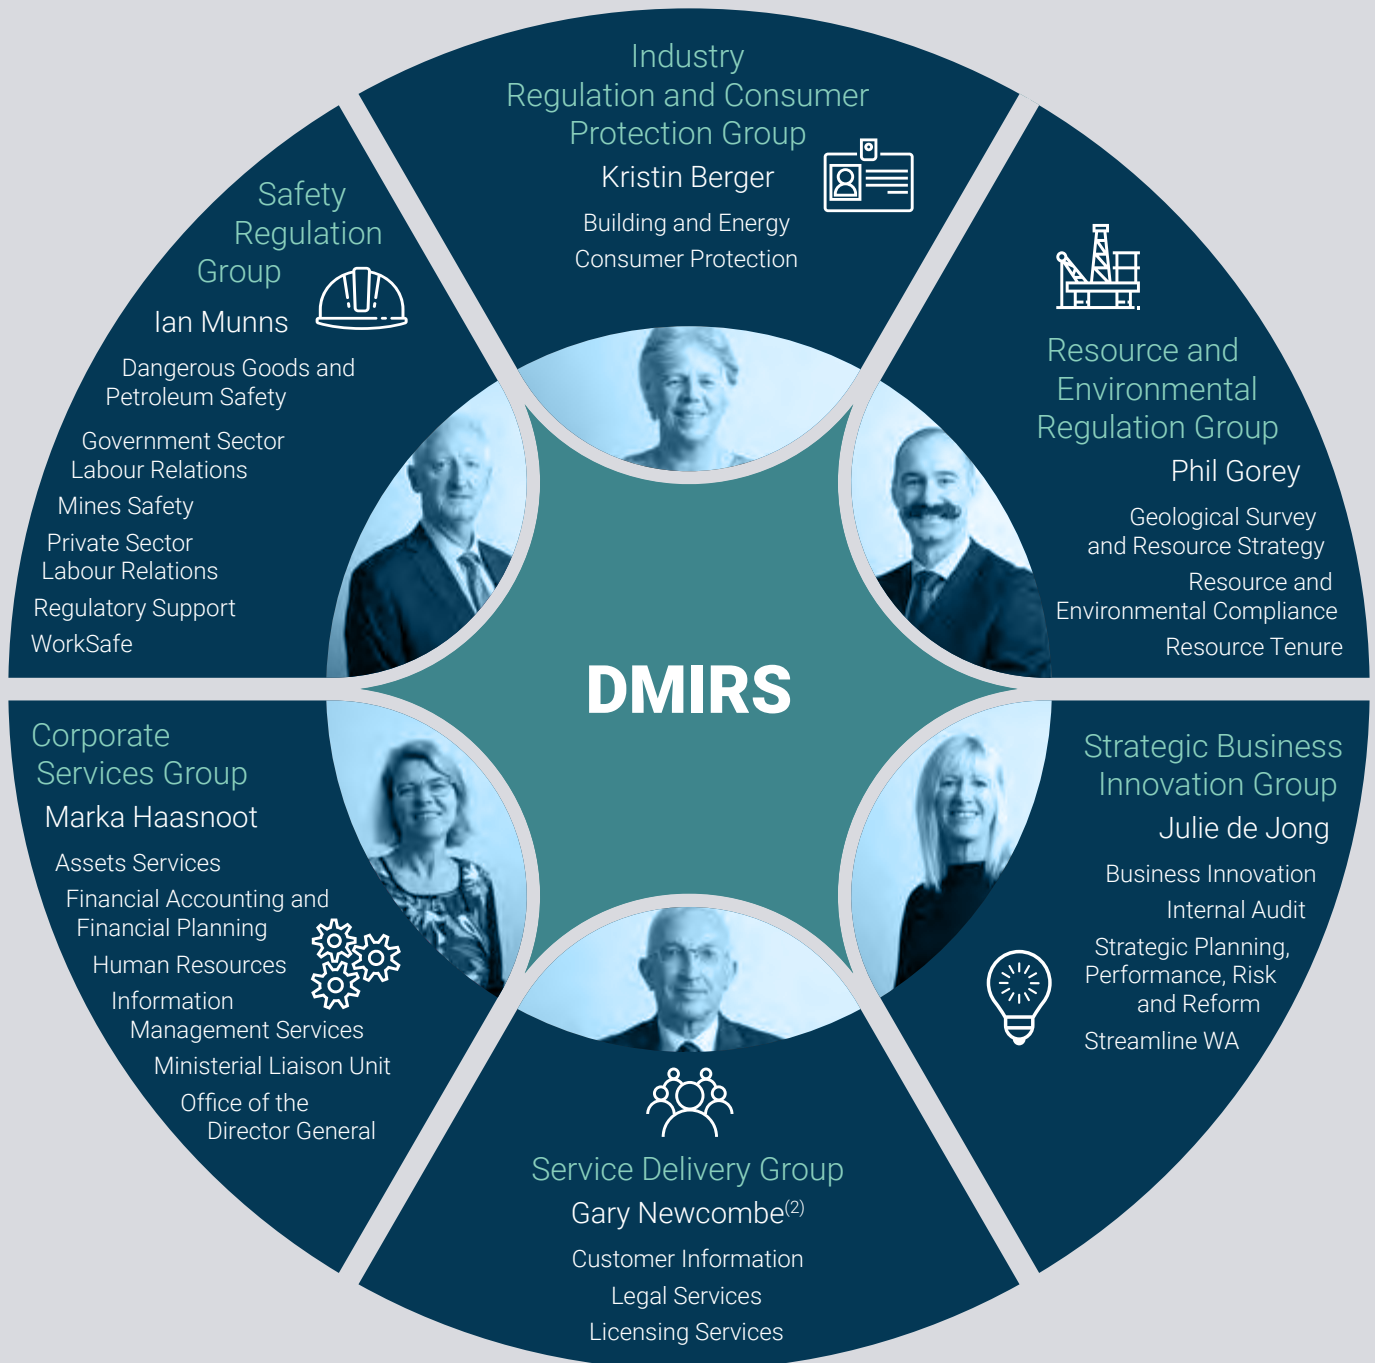 Industry
Regulation and Consumer
Protection Group
Kristin Berger
Building and Energy
Consumer Protection
Safety
Regulation
Group
Ian Munns
Dangerous Goods and
Petroleum Safety
Government Sector
Labour Relations
Mines Safety
Private Sector
Labour Relations
Regulatory Support
WorkSafe
Resource and
Environmental
Regulation Group
Phil Gorey
Geological Survey
and Resource Strategy
Resource and
Environmental Compliance
Resource Tenure
DMIRS
Corporate
Services Group
Marka Haasnoot
Assets Services
Financial Accounting and
Financial Planning
Human Resources
Information
Management Services
Ministerial Liaison Unit
Office of the
Director General
Strategic Business
Innovation Group
Julie de Jong
Business Innovation
Internal Audit
Strategic Planning,
Performance, Risk
and Reform
Streamline WA
Service Delivery Group
Gary Newcombe(2)
Customer Information
Legal Services
Licensing Services